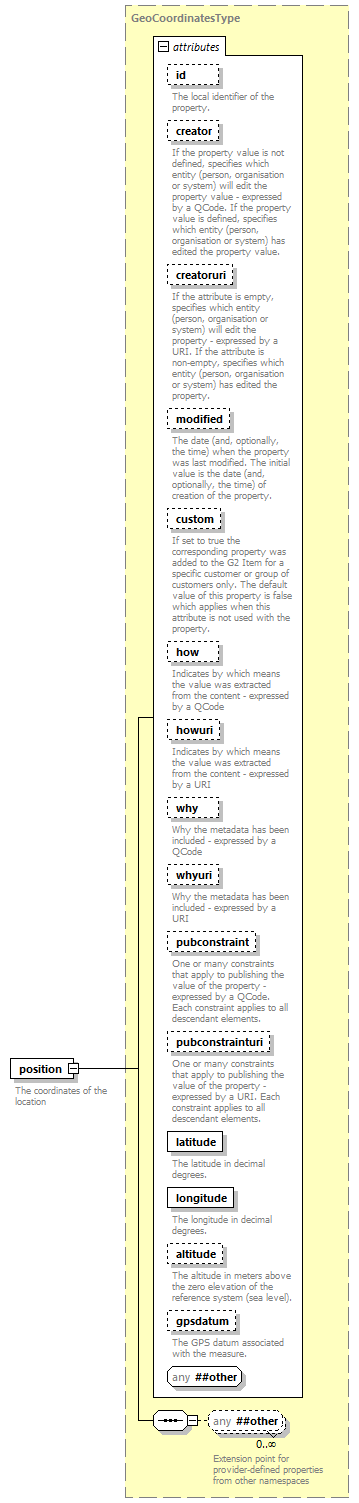 GeoCoordinatesType
attributes
id
The local identifier of the
property.
creator
If the property value is not
defined, specifies which
entity (person, organisation
or system) will edit the
property value - expressed
by a QCode. If the property
value is defined, specifies
which entity (person,
organisation or system) has
edited the property value.
creatoruri
If the attribute is empty,
specifies which entity
(person, organisation or
system) will edit the
property - expressed by a
URI. If the attribute is
non-empty, specifies which
entity (person, organisation
or system) has edited the
property.
modified
The date (and, optionally,
the time) when the property
was last modified. The initial
value is the date (and,
optionally, the time) of
creation of the property.
custom
If set to true the
corresponding property was
added to the G2 Item for a
specific customer or group of
customers only. The default
value of this property is false
which applies when this
attribute is not used with the
property.
how
Indicates by which means
the value was extracted
from the content - expressed
by a QCode
howuri
Indicates by which means
the value was extracted
from the content - expressed
by a URI
why
Why the metadata has been
included - expressed by a
QCode
whyuri
Why the metadata has been
included - expressed by a
URI
pubconstraint
One or many constraints
that apply to publishing the
value of the property -
expressed by a QCode.
Each constraint applies to all
descendant elements.
pubconstrainturi
One or many constraints
that apply to publishing the
value of the property -
expressed by a URI. Each
constraint applies to all
descendant elements.
position
The coordinates of the
location
latitude
The latitude in decimal
degrees.
longitude
The longitude in decimal
degrees.
altitude
The altitude in meters above
the zero elevation of the
reference system (sea level).
gpsdatum
The GPS datum associated
with the measure.
any ##other
any ##other
0..∞
Extension point for
provider-defined properties
from other namespaces